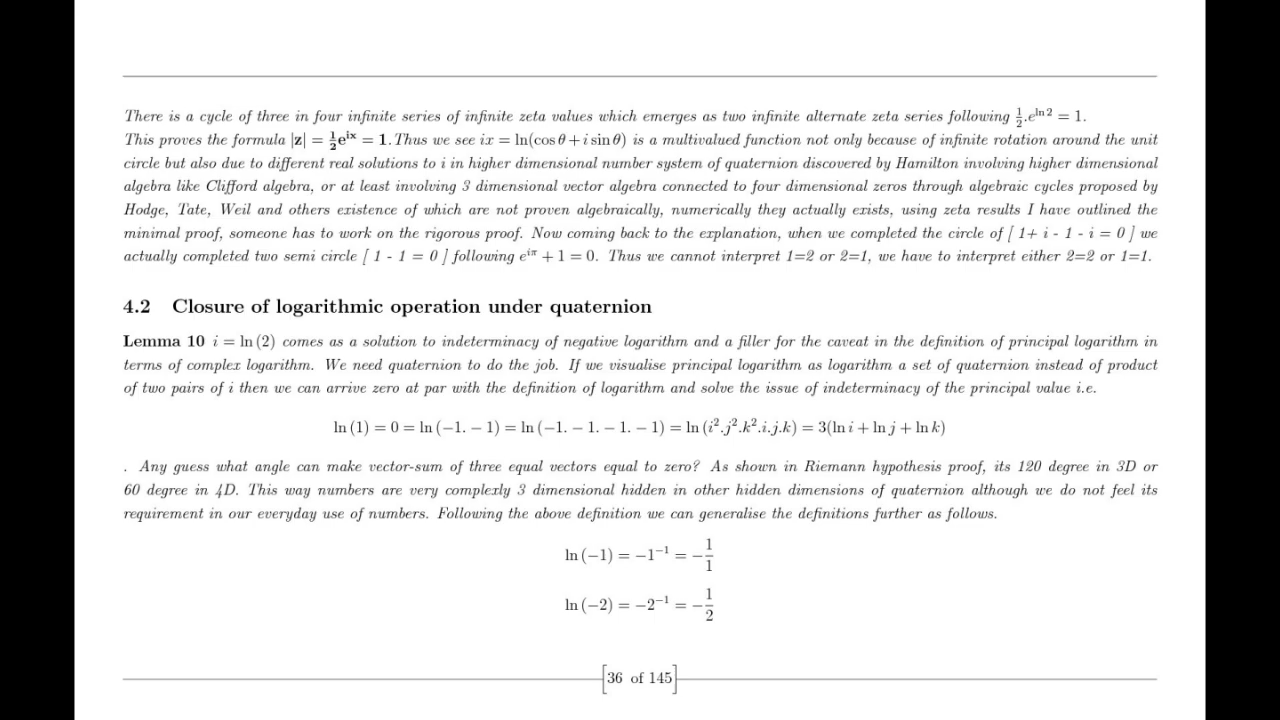 There is a cycle of three in four infinite series of infinite zeta values which emerges as two infinite alternate zeta series following 1/2.e^{ln 2} = 1.
This proves the formula |z| = 1/2 e^{ix} = 1. Thus we see ix = ln(cos θ + i sin θ) is a multivalued function not only because of infinite rotation around the unit
circle but also due to different real solutions to i in higher dimensional number system of quaternion discovered by Hamilton involving higher dimensional
algebra like Clifford algebra, or at least involving 3 dimensional vector algebra connected to four dimensional zeros through algebraic cycles proposed by
Hodge, Tate, Weil and others existence of which are not proven algebraically, numerically they actually exists, using zeta results I have outlined the
minimal proof, someone has to work on the rigorous proof. Now coming back to the explanation, when we completed the circle of [ 1+ i - 1 - i = 0 ] we
actually completed two semi circle [ 1 - 1 = 0 ] following e^{iπ} + 1 = 0. Thus we cannot interpret 1=2 or 2=1, we have to interpret either 2=2 or 1=1.
4.2 Closure of logarithmic operation under quaternion
Lemma 10 i = ln (2) comes as a solution to indeterminacy of negative logarithm and a filler for the caveat in the definition of principal logarithm in
terms of complex logarithm. We need quaternion to do the job. If we visualise principal logarithm as logarithm a set of quaternion instead of product
of two pairs of i then we can arrive zero at par with the definition of logarithm and solve the issue of indeterminacy of the principal value i.e.
ln (1) = 0 = ln (−1. − 1) = ln (−1. − 1. − 1. − 1) = ln (i².j².k².i.j.k) = 3(ln i + ln j + ln k)
. Any guess what angle can make vector-sum of three equal vectors equal to zero? As shown in Riemann hypothesis proof, its 120 degree in 3D or
60 degree in 4D. This way numbers are very complexly 3 dimensional hidden in other hidden dimensions of quaternion although we do not feel its
requirement in our everyday use of numbers. Following the above definition we can generalise the definitions further as follows.
ln (−1) = −1⁻¹ = −1/1
ln (−2) = −2⁻¹ = −1/2
[36 of 145]